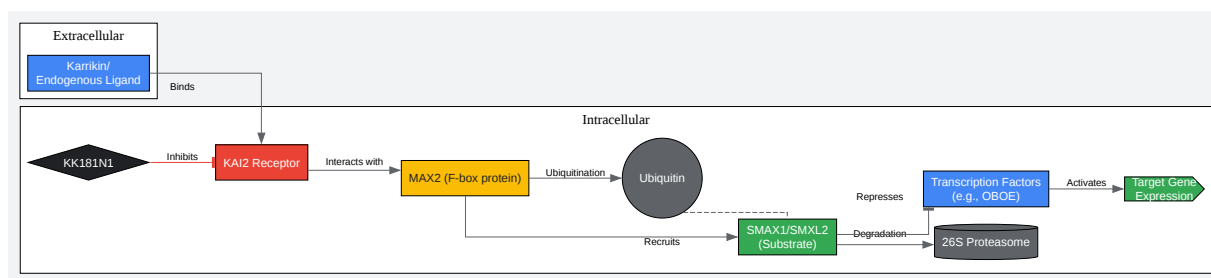 Extracellular
Karrikin/
Endogenous Ligand
Binds
Intracellular
KK181N1
Inhibits
KAI2 Receptor
Interacts with
MAX2 (F-box protein)
Ubiquitination
Ubiquitin
Recruits
SMAX1/SMXL2
(Substrate)
Represses
Degradation
Transcription Factors
(e.g., OBOE)
26S Proteasome
Activates
Target Gene
Expression